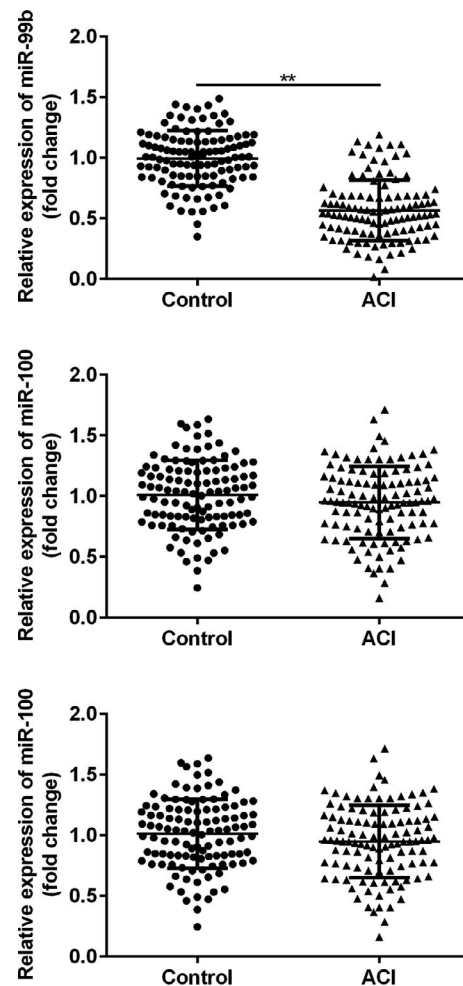 Relative expression of miR-99b
(fold change)
2.0
1.5
1.0
0.5
0.0
**
Control ACI
Relative expression of miR-100
(fold change)
2.0
1.5
1.0
0.5
0.0
Control ACI
Relative expression of miR-100
(fold change)
2.0
1.5
1.0
0.5
0.0
Control ACI